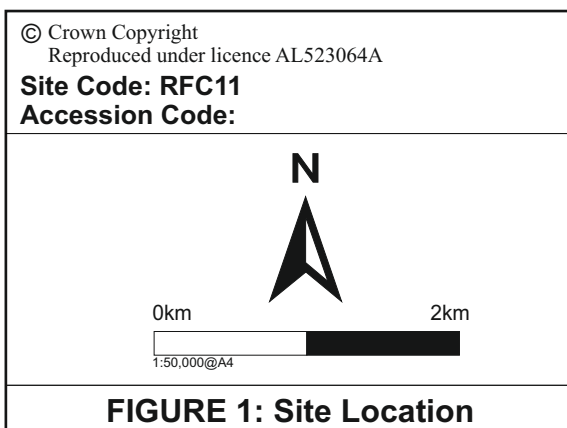 © Crown Copyright
Reproduced under licence AL523064A
Site Code: RFC11
Accession Code:
N
0km 2km
1:50,000@A4
FIGURE 1: Site Location